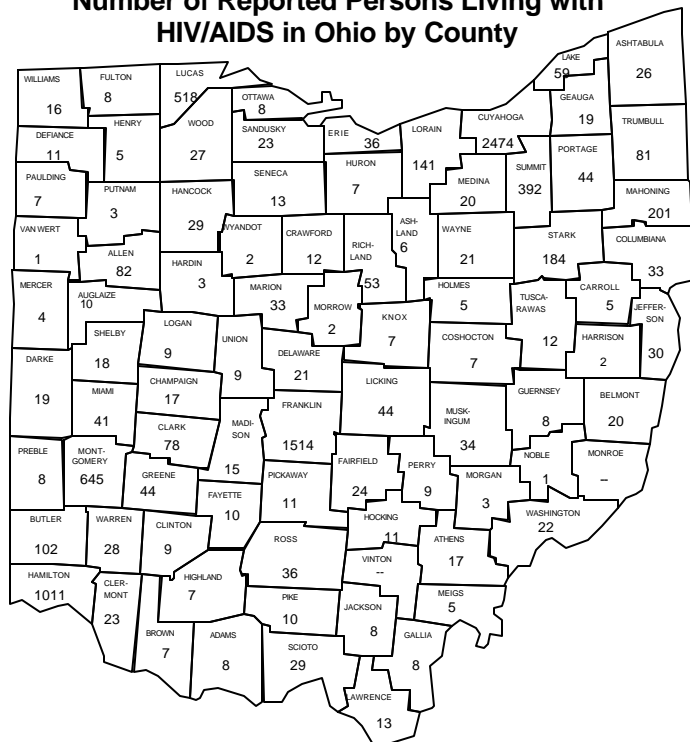 Number of Reported Persons Living with
HIV/AIDS in Ohio by County
WILLIAMS
16
FULTON
8
LUCAS
518
OTTAWA
8
LAKE
59
ASHTABULA
26
GEAUGA
19
CUYAHOGA
2474
TRUMBULL
81
DEFIANCE
11
HENRY
5
WOOD
27
SANDUSKY
23
ERIE
36
LORAIN
141
MEDINA
20
SUMMIT
392
PORTAGE
44
MAHONING
201
PAULDING
7
PUTNAM
3
HANCOCK
29
SENECA
13
HURON
7
VAN WERT
1
ALLEN
82
WYANDOT
2
CRAWFORD
12
RICH-
LAND
53
ASH-
LAND
6
WAYNE
21
STARK
184
COLUMBIANA
33
MERCER
4
AUGLAIZE
10
HARDIN
3
MARION
33
MORROW
2
KNOX
7
HOLMES
5
TUSCA-
RAWAS
12
CARROLL
5
JEFFER-
SON
30
SHELBY
18
LOGAN
9
UNION
9
DELAWARE
21
COSHOCTON
7
HARRISON
2
DARKE
19
MIAMI
41
CHAMPAIGN
17
LICKING
44
MUSK-
INGUM
34
GUERNSEY
8
BELMONT
20
CLARK
78
MADI-
SON
15
FRANKLIN
1514
PREBLE
8
MONT-
GOMERY
645
GREENE
44
FAYETTE
10
PICKAWAY
11
FAIRFIELD
24
PERRY
9
MORGAN
3
NOBLE
1
MONROE
--
WASHINGTON
22
BUTLER
102
WARREN
28
CLINTON
9
ROSS
36
HOCKING
11
ATHENS
17
VINTON
--
HAMILTON
1011
CLER-
MONT
23
HIGHLAND
7
PIKE
10
JACKSON
8
MEIGS
5
BROWN
7
ADAMS
8
SCIOTO
29
GALLIA
8
LAWRENCE
13